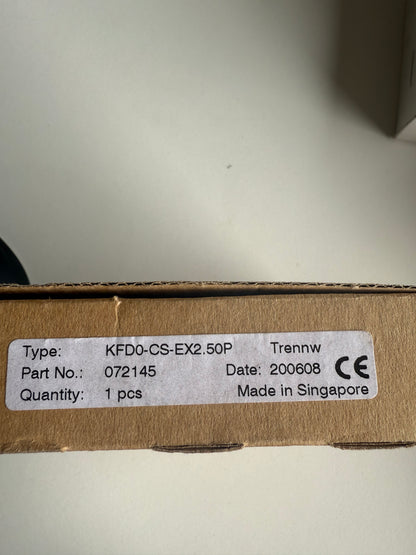 Type: KFD0-CS-EX2.50P Trennw
Part No.: 072145 Date: 200608 CE
Quantity: 1 pcs Made in Singapore